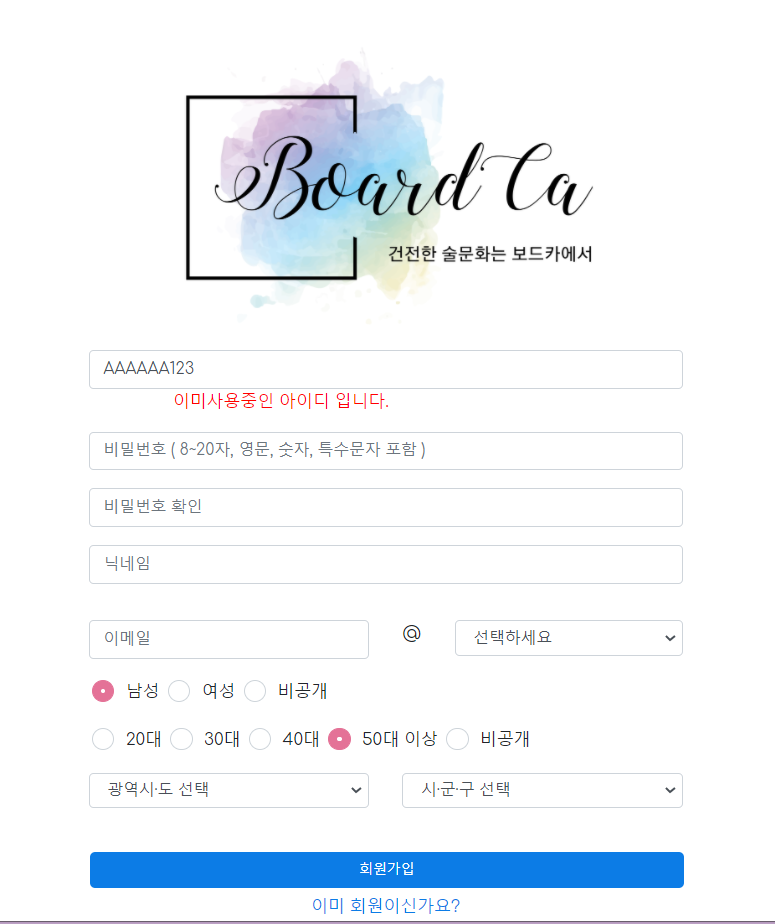 Board Ca
건전한 술문화는 보드카에서
AAAAAA123
이미사용중인 아이디 입니다.
비밀번호 ( 8~20자, 영문, 숫자, 특수문자 포함 )
비밀번호 확인
닉네임
이메일 @ 선택하세요
남성 여성 비공개
20대 30대 40대 50대 이상 비공개
광역시·도 선택 시·군·구 선택
회원가입
이미 회원이신가요?